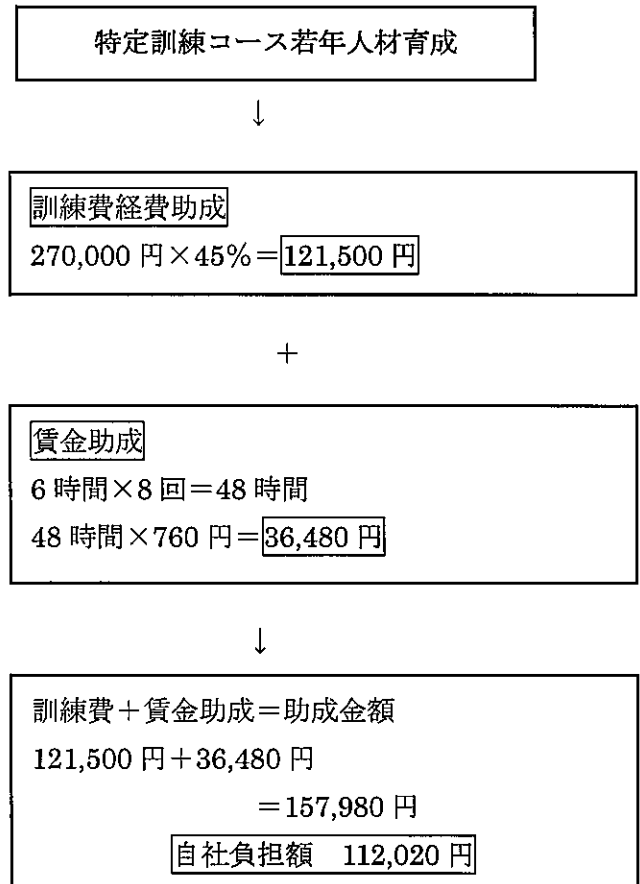 特定訓練コース若年人材育成
↓
訓練費経費助成
270,000 円×45%＝121,500 円
＋
賃金助成
6 時間×8 回＝48 時間
48 時間×760 円＝36,480 円
↓
訓練費＋賃金助成＝助成金額
121,500 円＋36,480 円
＝157,980 円
自社負担額　112,020 円